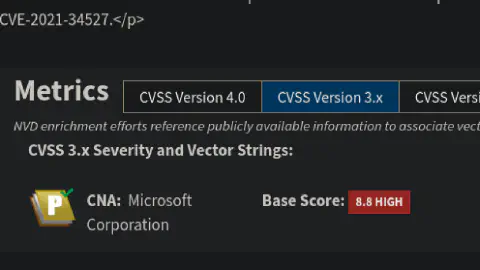 CVE-2021-34527.</p>
Metrics
CVSS Version 4.0
CVSS Version 3.x
CVSS Versi
NVD enrichment efforts reference publicly available information to associate vect
CVSS 3.x Severity and Vector Strings:
CNA: Microsoft Corporation
Base Score: 8.8 HIGH